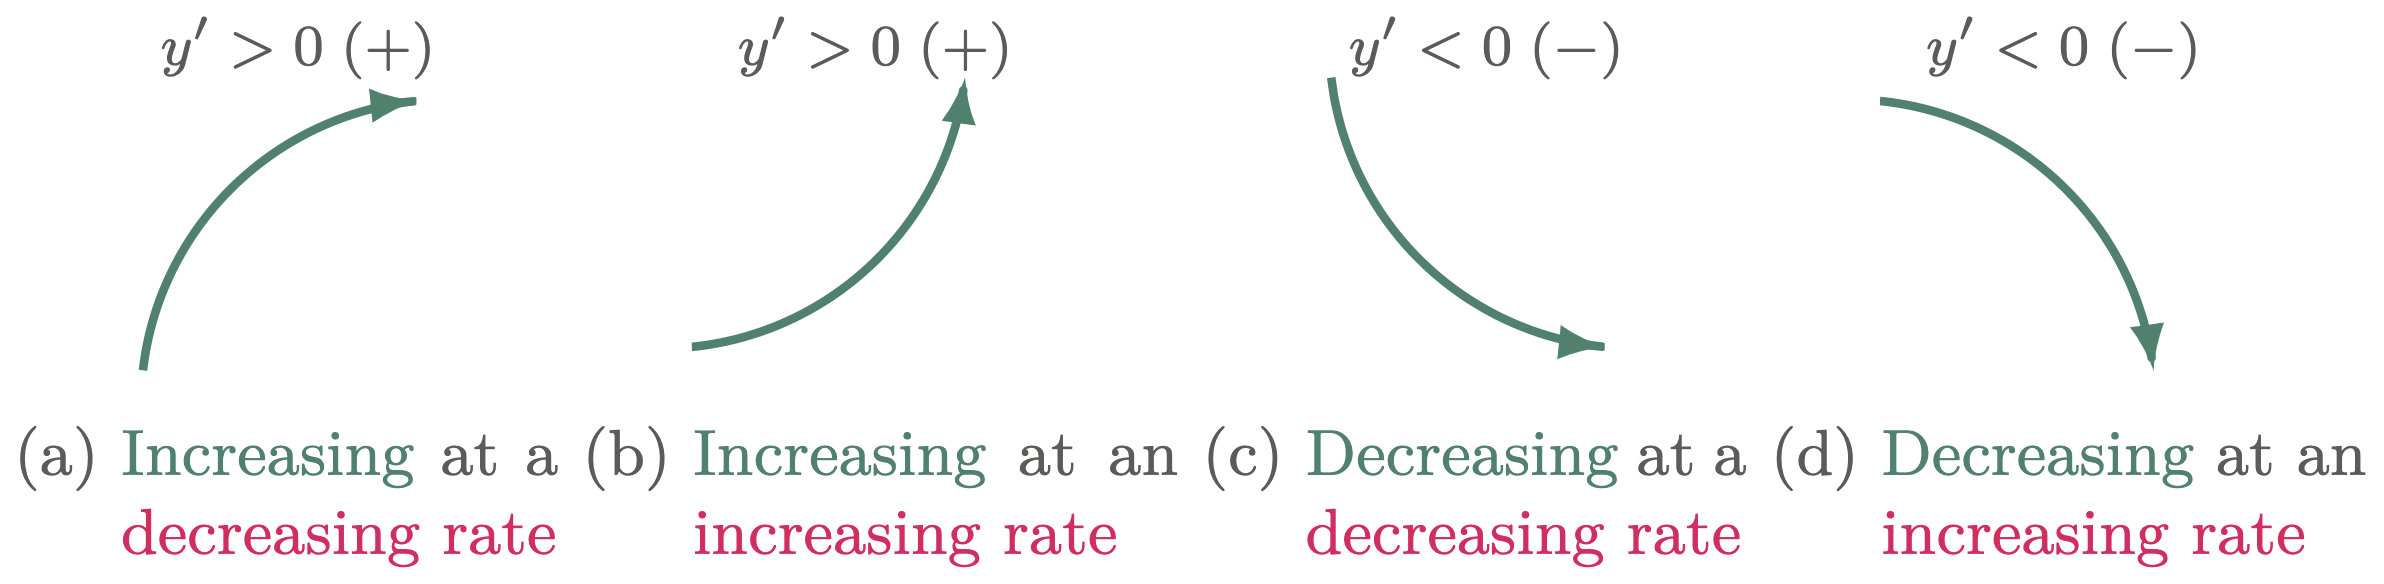 y′ > 0 (+)
y′ > 0 (+)
y′ < 0 (−)
y′ < 0 (−)
(a) Increasing at a
decreasing rate
(b) Increasing at an
increasing rate
(c) Decreasing at a
decreasing rate
(d) Decreasing at an
increasing rate